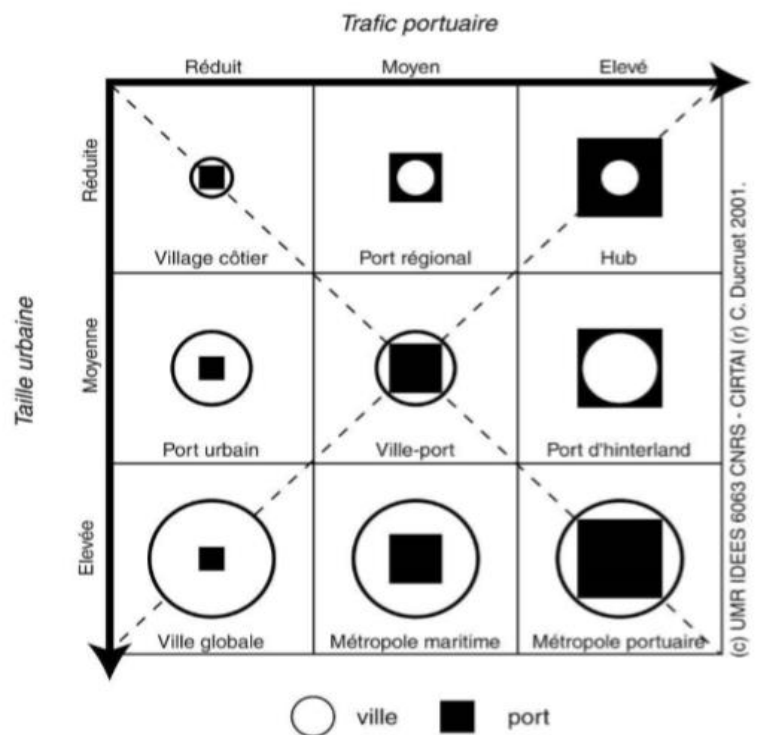 Trafic portuaire
Réduit Moyen Elevé
Taille urbaine
Réduite
Village côtier Port régional Hub
Moyenne
Port urbain Ville-port Port d'hinterland
Elevée
Ville globale Métropole maritime Métropole portuaire
(c) UMR IDEES 6063 CNRS - CIRTAI (r) C. Ducruet 2001.
ville port